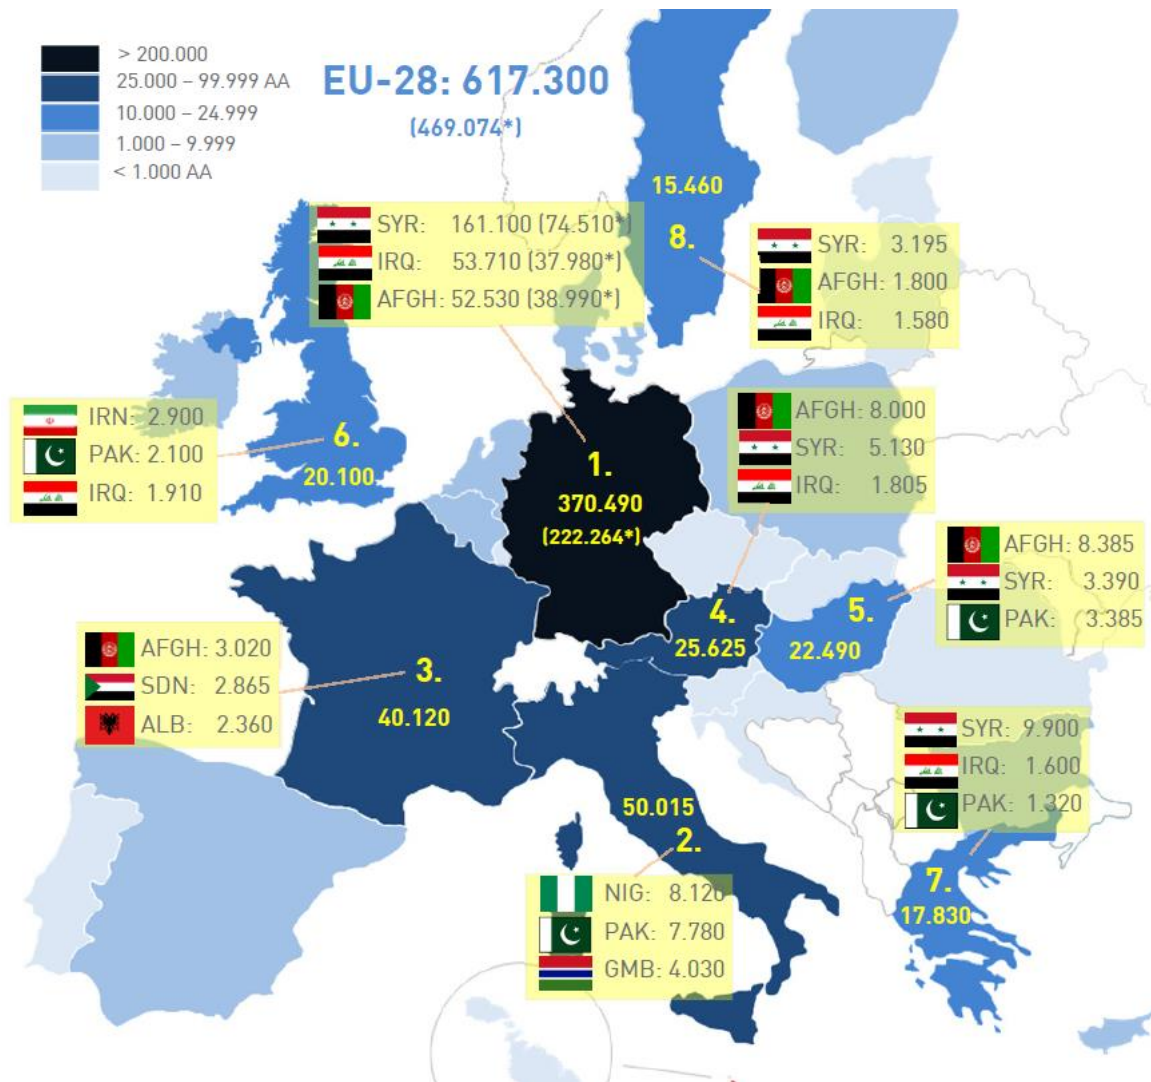 > 200.000
25.000 – 99.999 AA
10.000 – 24.999
1.000 – 9.999
< 1.000 AA
EU-28: 617.300
(469.074*)
15.460
8.
SYR: 161.100 (74.510*)
IRQ: 53.710 (37.980*)
AFGH: 52.530 (38.990*)
SYR: 3.195
AFGH: 1.800
IRQ: 1.580
IRN: 2.900
PAK: 2.100
IRQ: 1.910
6.
20.100
1.
370.490
(222.264*)
AFGH: 8.000
SYR: 5.130
IRQ: 1.805
AFGH: 8.385
SYR: 3.390
PAK: 3.385
4.
25.625
5.
22.490
AFGH: 3.020
SDN: 2.865
ALB: 2.360
3.
40.120
SYR: 9.900
IRQ: 1.600
PAK: 1.320
50.015
2.
7.
17.830
NIG: 8.120
PAK: 7.780
GMB: 4.030